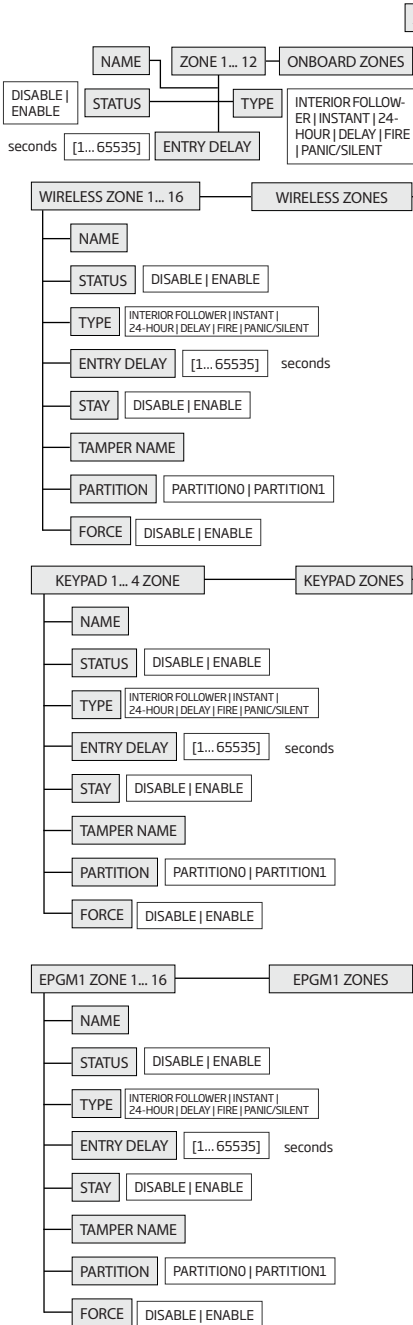 NAME ZONE 1... 12 ONBOARD ZONES
DISABLE |
ENABLE
STATUS
TYPE
INTERIOR FOLLOW-
ER | INSTANT | 24-
HOUR | DELAY | FIRE
| PANIC/SILENT
seconds [1... 65535] ENTRY DELAY
WIRELESS ZONE 1... 16 WIRELESS ZONES
NAME
STATUS DISABLE | ENABLE
TYPE
INTERIOR FOLLOWER | INSTANT |
24-HOUR | DELAY | FIRE | PANIC/SILENT
ENTRY DELAY [1... 65535] seconds
STAY DISABLE | ENABLE
TAMPER NAME
PARTITION PARTITION0 | PARTITION1
FORCE DISABLE | ENABLE
KEYPAD 1... 4 ZONE KEYPAD ZONES
NAME
STATUS DISABLE | ENABLE
TYPE
INTERIOR FOLLOWER | INSTANT |
24-HOUR | DELAY | FIRE | PANIC/SILENT
ENTRY DELAY [1... 65535] seconds
STAY DISABLE | ENABLE
TAMPER NAME
PARTITION PARTITION0 | PARTITION1
FORCE DISABLE | ENABLE
EPGM1 ZONE 1... 16 EPGM1 ZONES
NAME
STATUS DISABLE | ENABLE
TYPE
INTERIOR FOLLOWER | INSTANT |
24-HOUR | DELAY | FIRE | PANIC/SILENT
ENTRY DELAY [1... 65535] seconds
STAY DISABLE | ENABLE
TAMPER NAME
PARTITION PARTITION0 | PARTITION1
FORCE DISABLE | ENABLE